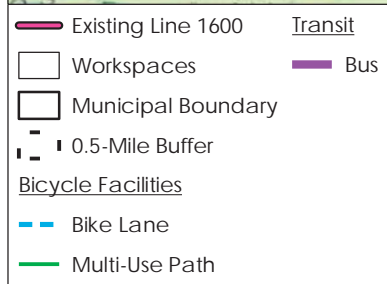 Existing Line 1600
Workspaces
Municipal Boundary
0.5-Mile Buffer
Bicycle Facilities
Bike Lane
Multi-Use Path
Transit
Bus